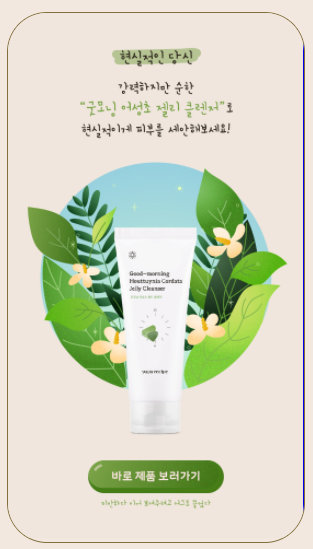 현실적인 당신
강력하지만 순한
"굿모닝 어성초 젤리 클렌저"로
현실적이게 피부를 세안해보세요!
Good-morning
Houttuynia Cordata
Jelly Cleanser
바로 제품 보러가기